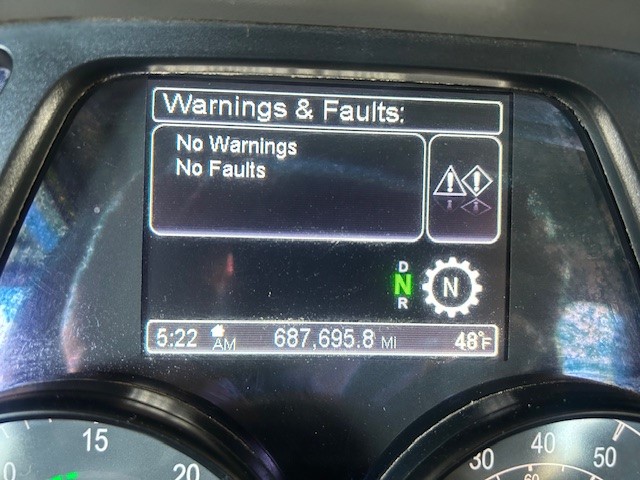 Warnings & Faults:
No Warnings
No Faults
D
N
R
N
5:22 AM 687,695.8 MI 48°F
15
20
30
40
50
60